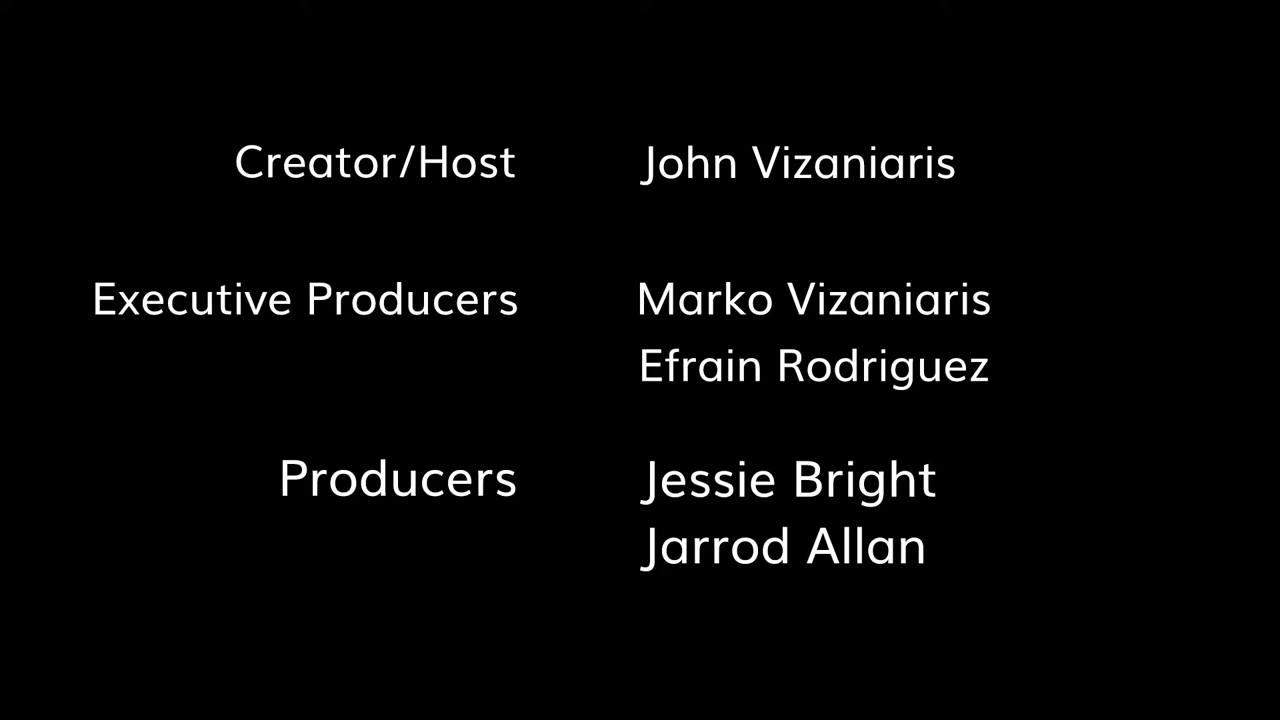 Creator/Host John Vizaniaris
Executive Producers Marko Vizaniaris
Efrain Rodriguez
Producers Jessie Bright
Jarrod Allan